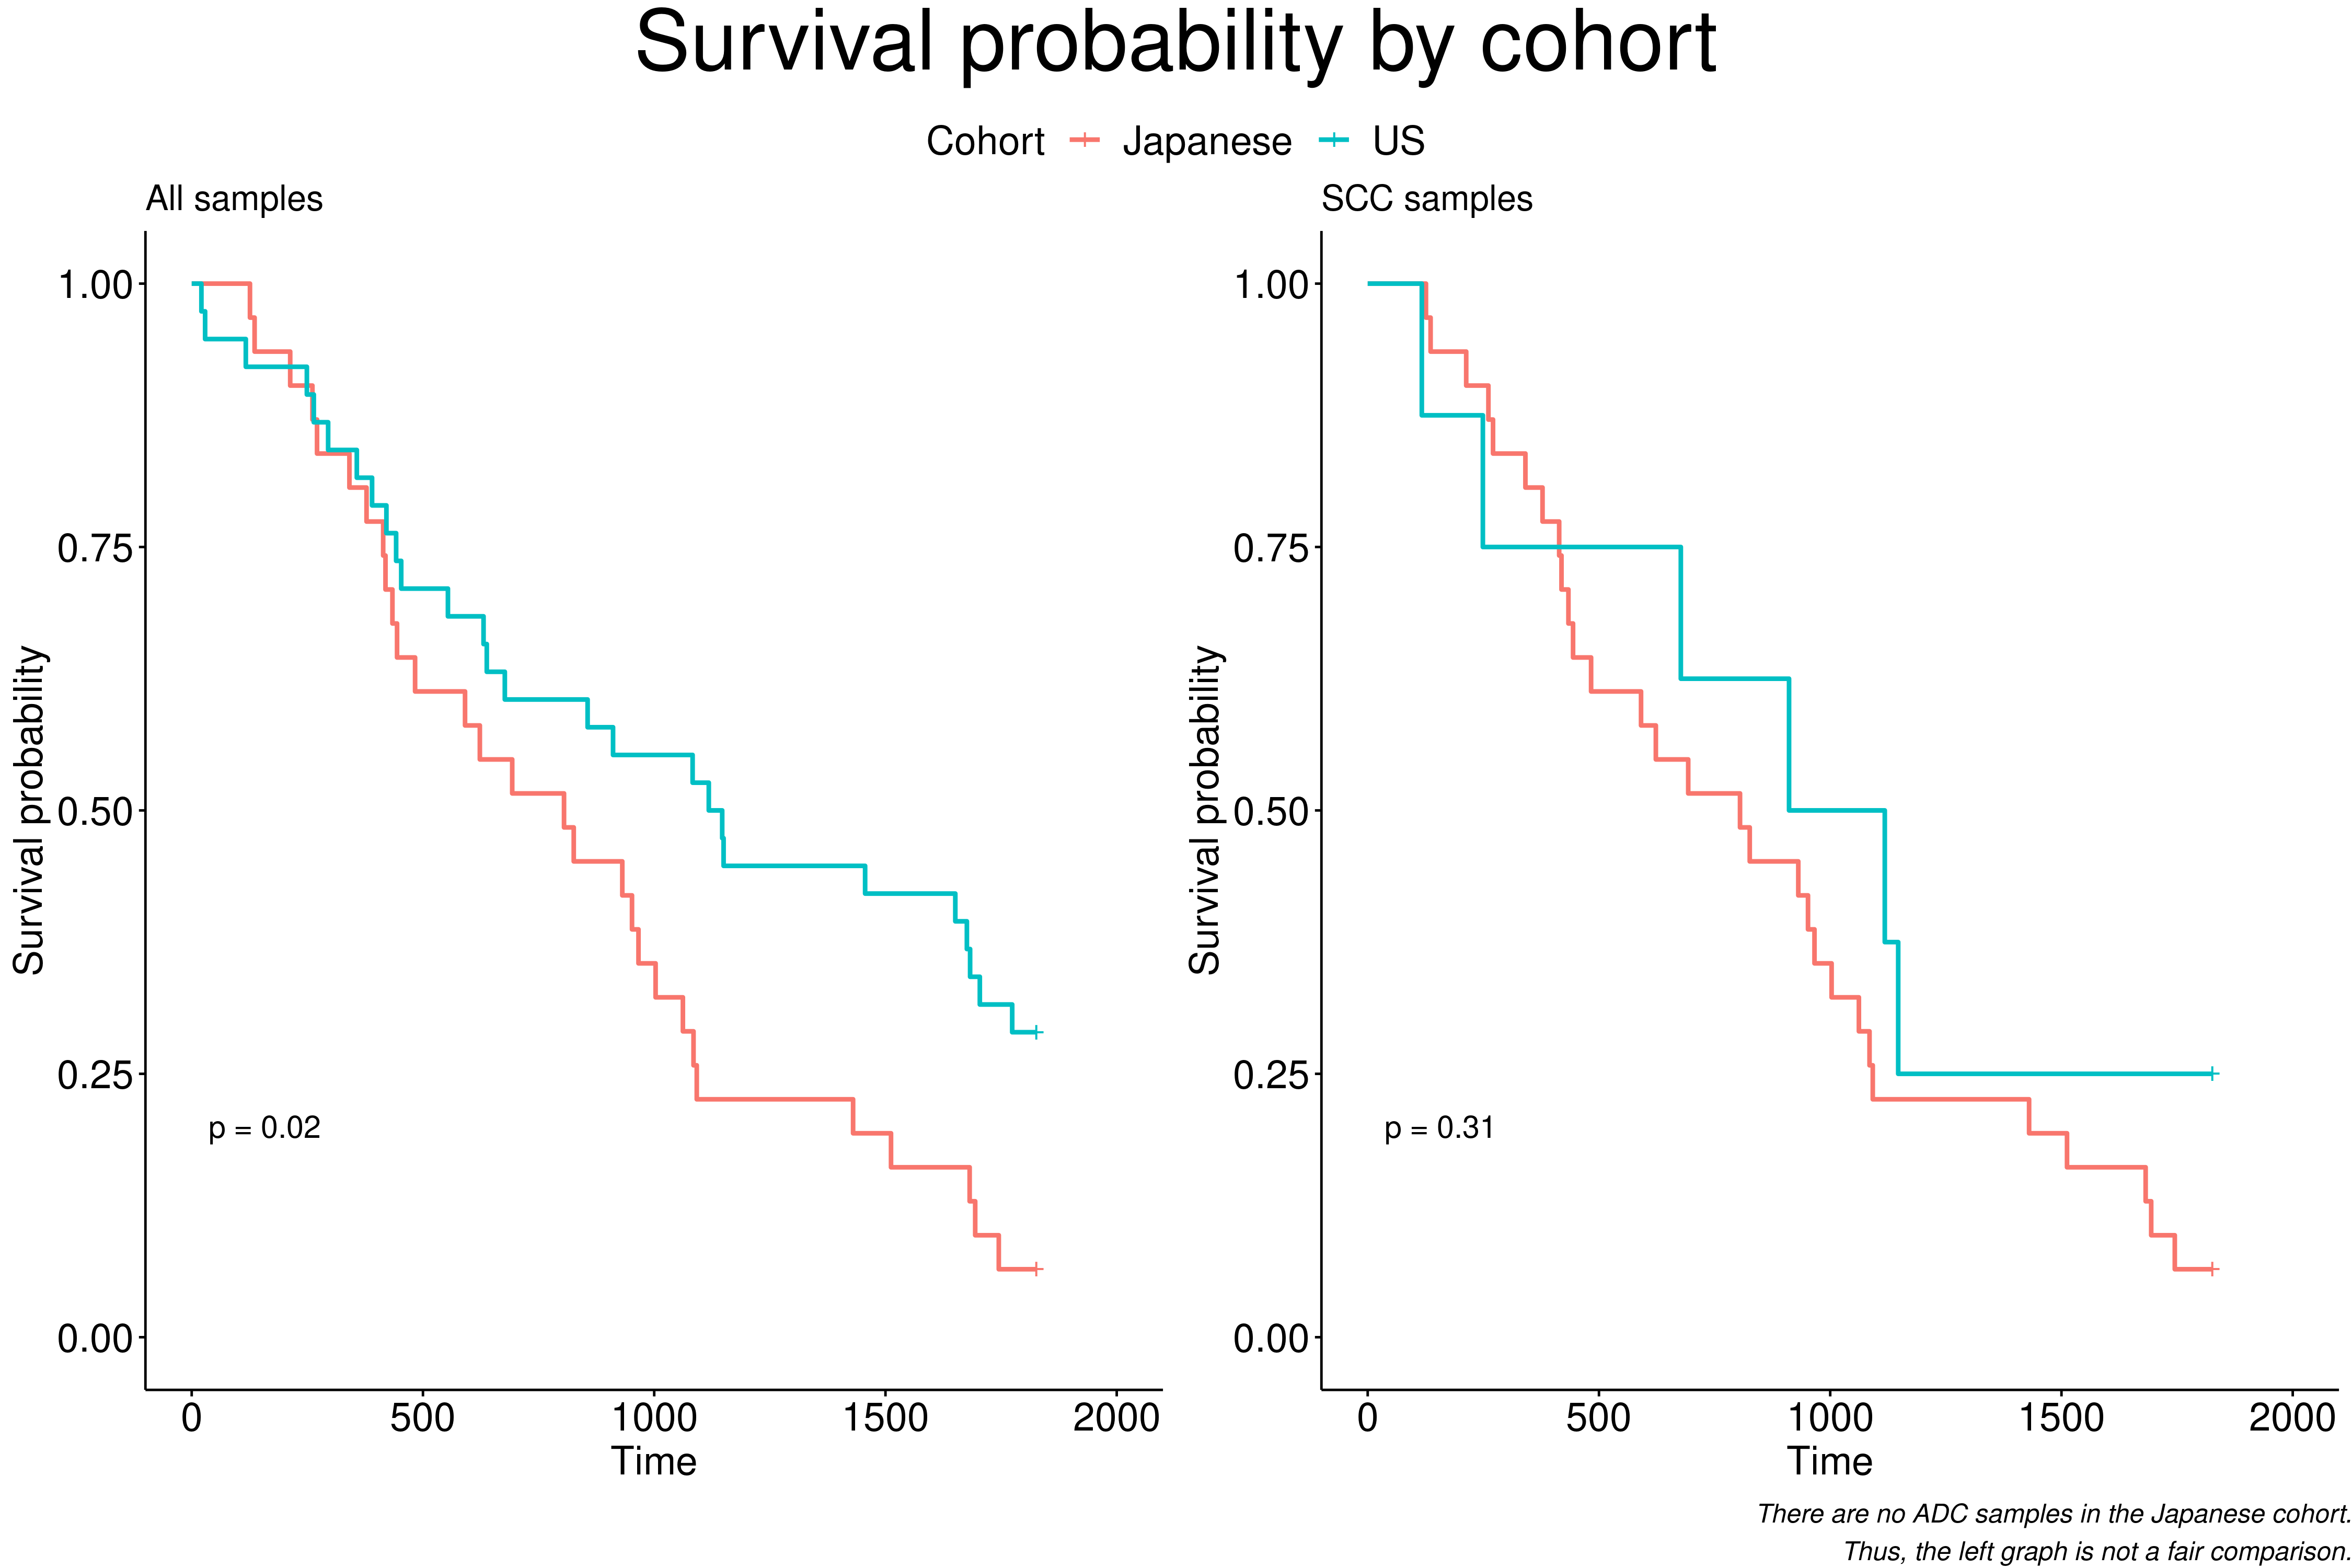 Survival probability by cohort
Cohort Japanese US
All samples
1.00
0.75
0.50
0.25
0.00
Survival probability
p = 0.02
0 500 1000 1500 2000
Time
SCC samples
1.00
0.75
0.50
0.25
0.00
Survival probability
p = 0.31
0 500 1000 1500 2000
Time
There are no ADC samples in the Japanese cohort.
Thus, the left graph is not a fair comparison.